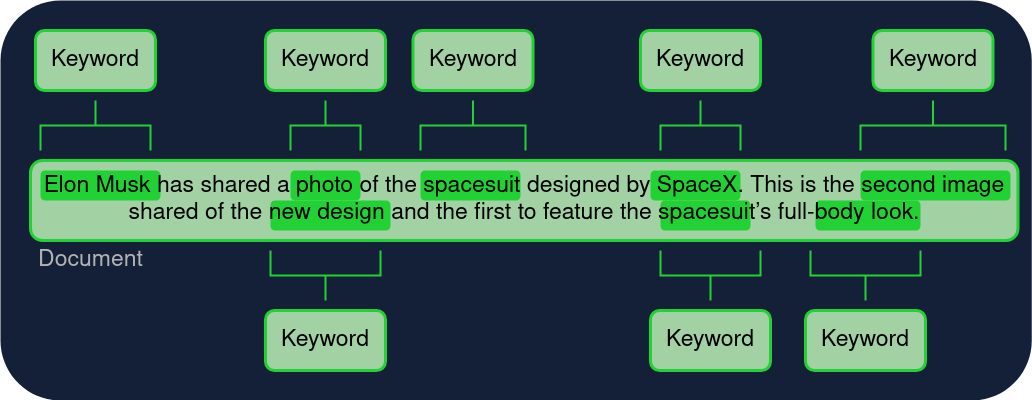 Keyword Keyword Keyword Keyword Keyword
Elon Musk has shared a photo of the spacesuit designed by SpaceX. This is the second image
shared of the new design and the first to feature the spacesuit’s full-body look.
Document
Keyword Keyword Keyword